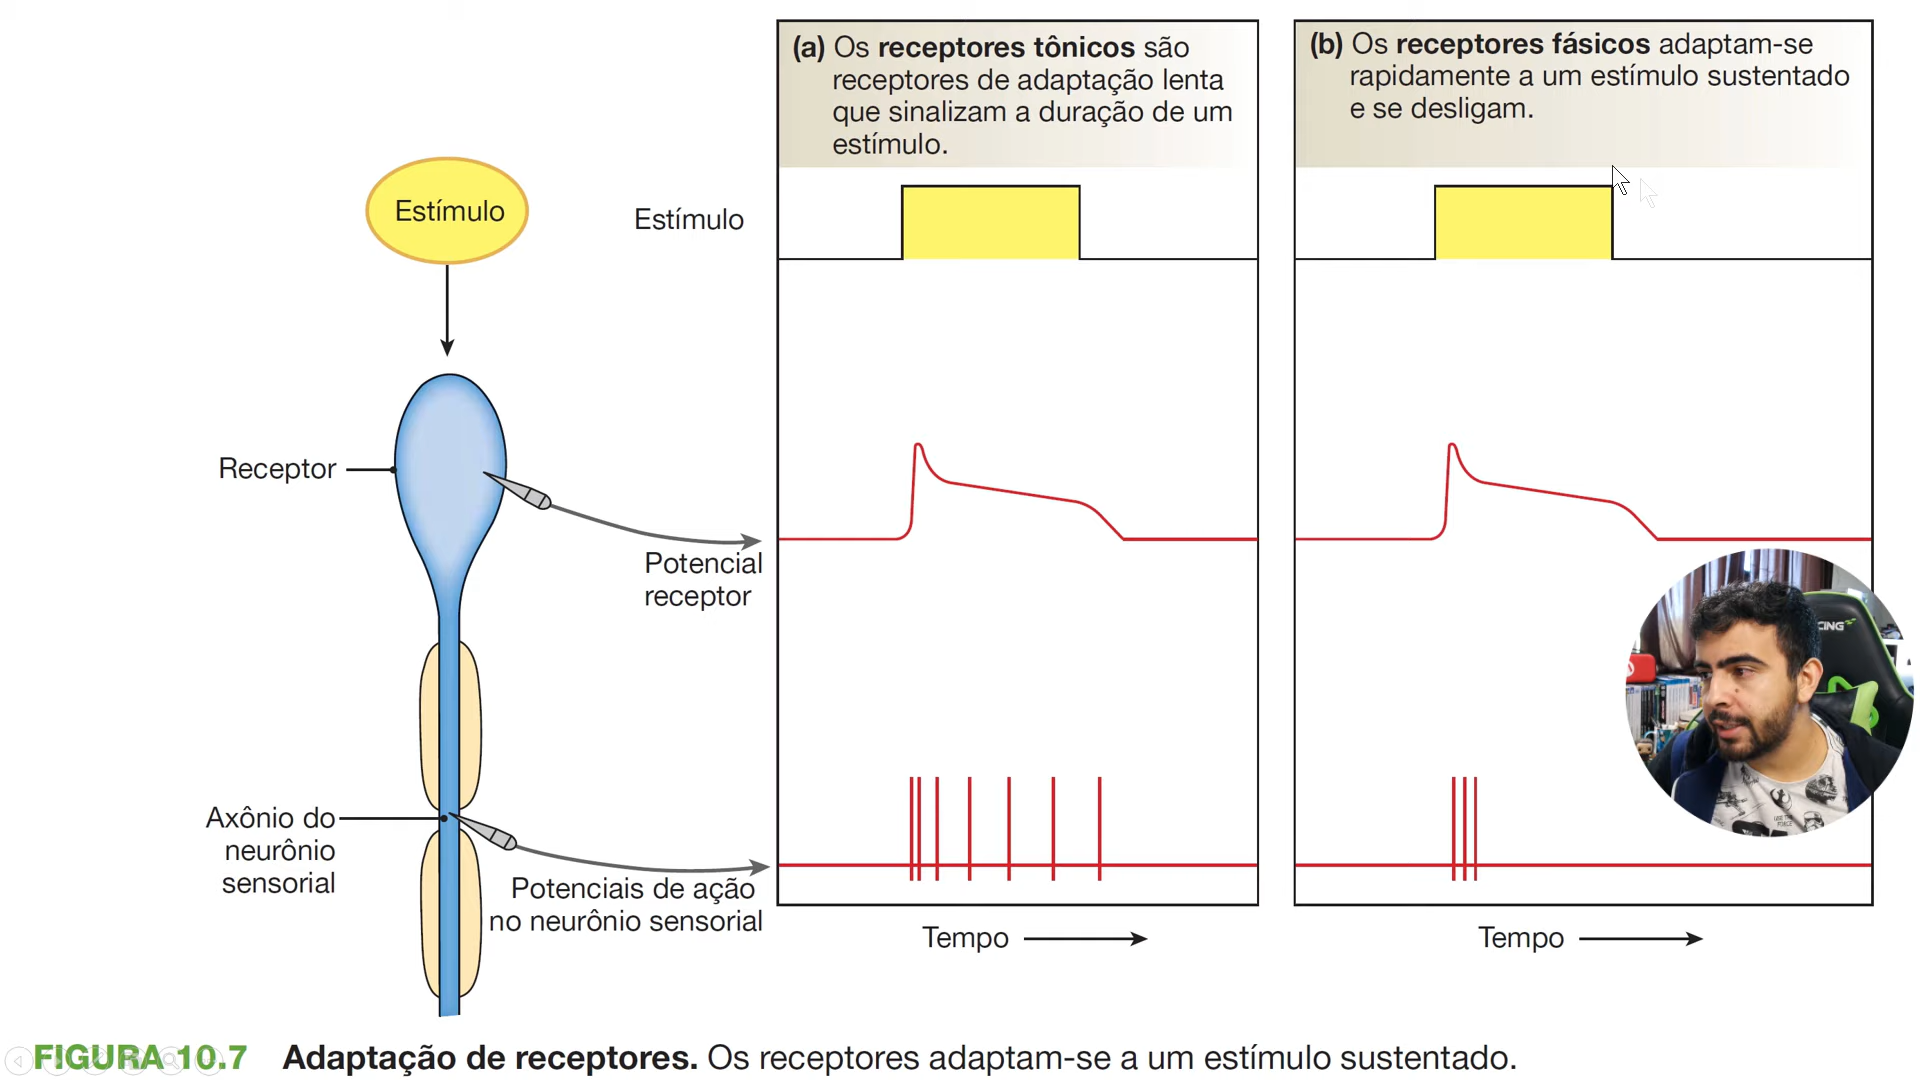 (a) Os receptores tônicos são
receptores de adaptação lenta
que sinalizam a duração de um
estímulo.
(b) Os receptores fásicos adaptam-se
rapidamente a um estímulo sustentado
e se desligam.
Estímulo
Estímulo
Receptor
Potencial
receptor
Axônio do
neurônio
sensorial
Potenciais de ação
no neurônio sensorial
Tempo
Tempo
CING
FIGURA 10.7 Adaptação de receptores. Os receptores adaptam-se a um estímulo sustentado.